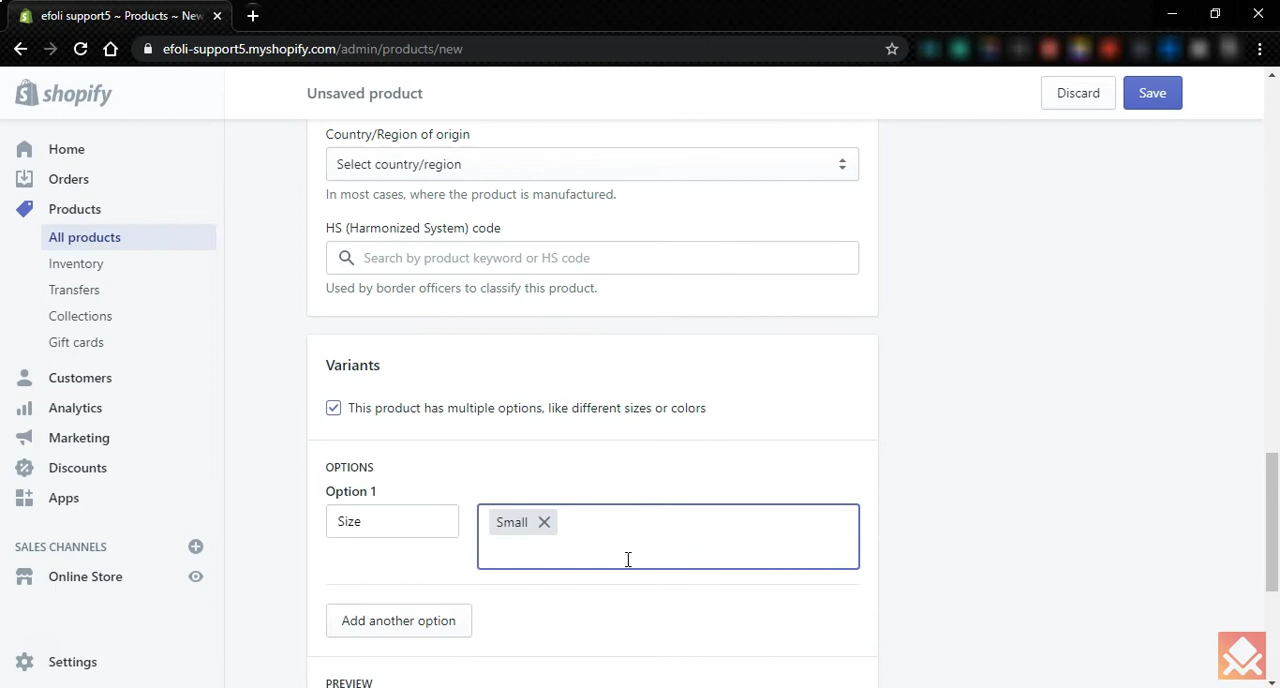 efoli support5 ~ Products ~ New
efoli-support5.myshopify.com/admin/products/new
shopify
Unsaved product
Discard
Save
Home
Orders
Products
All products
Inventory
Transfers
Collections
Gift cards
Customers
Analytics
Marketing
Discounts
Apps
SALES CHANNELS
Online Store
Settings
Country/Region of origin
Select country/region
In most cases, where the product is manufactured.
HS (Harmonized System) code
Search by product keyword or HS code
Used by border officers to classify this product.
Variants
This product has multiple options, like different sizes or colors
OPTIONS
Option 1
Size
Small
Add another option
PREVIEW